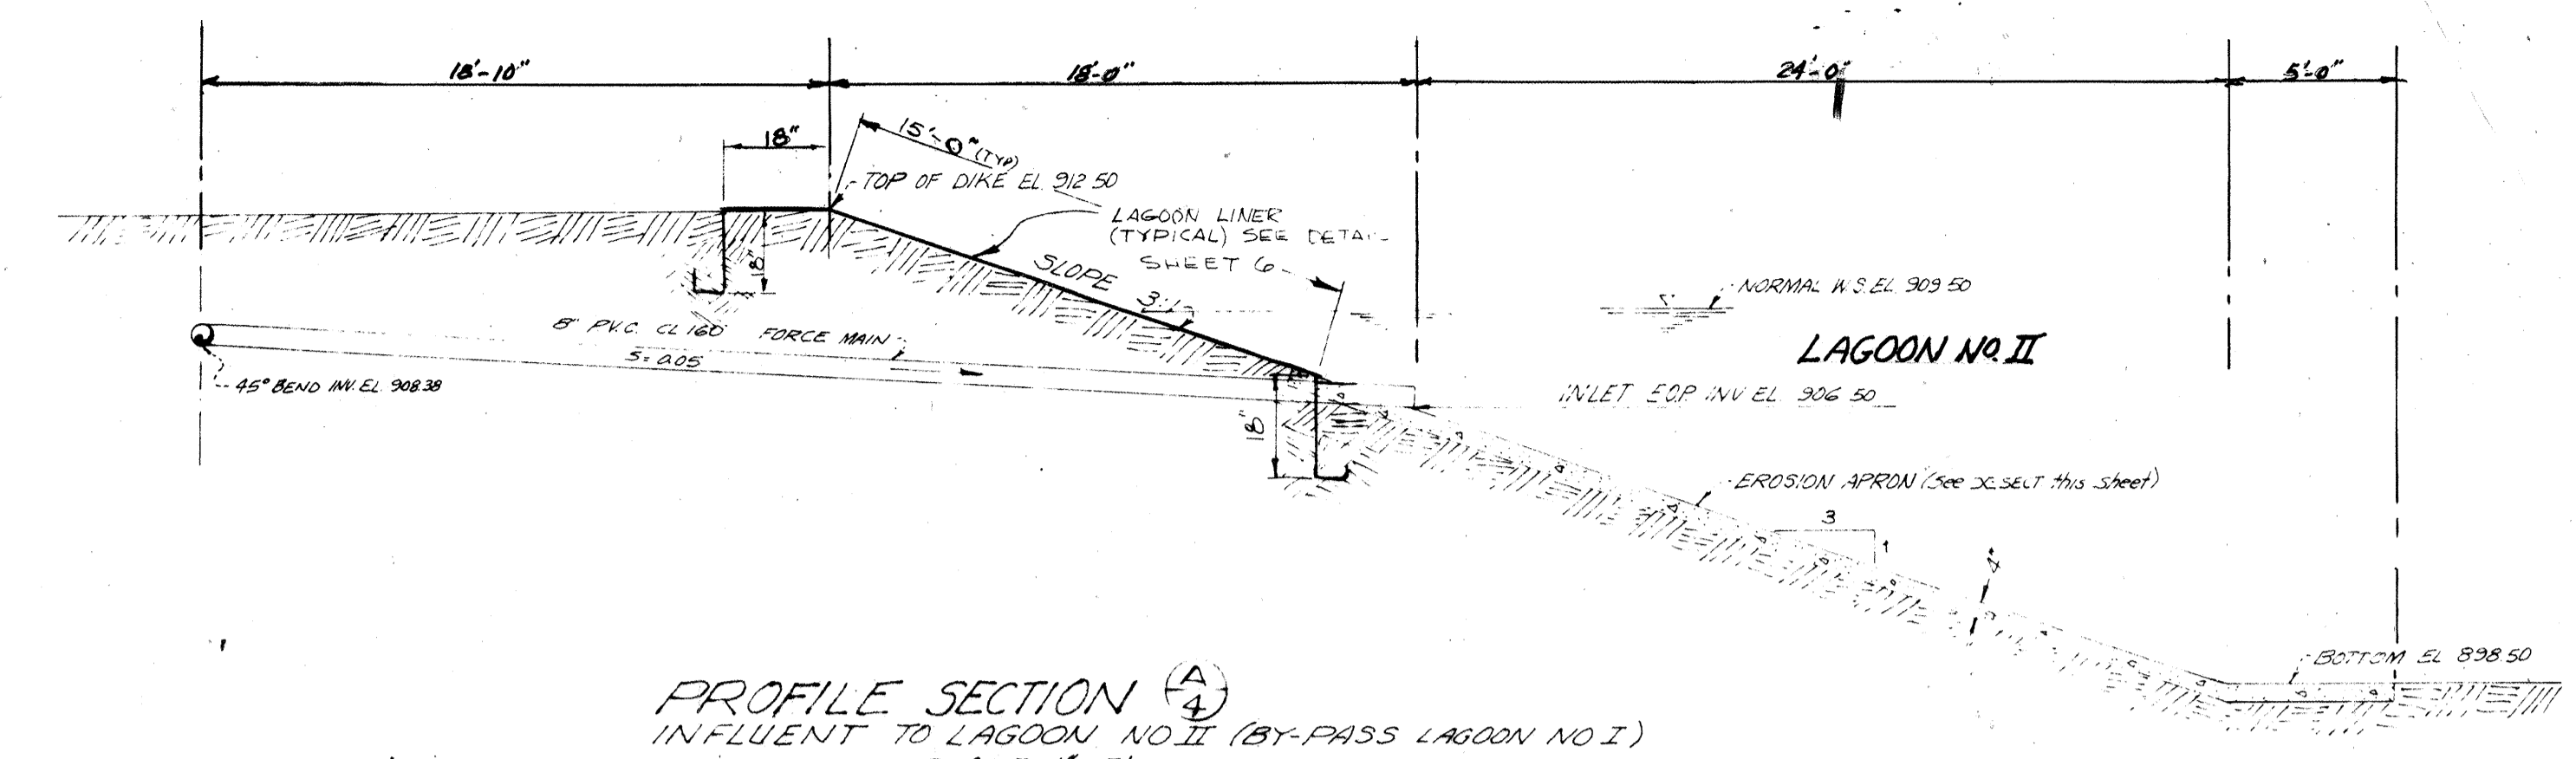 18'-10"
18'-0"
24'-0"
5'-0"
18"
15'-0" (TYP)
TOP OF DIKE EL. 912.50
LAGOON LINER
(TYPICAL) SEE DETAI
SHEET 6
18"
SLOPE
3:1
NORMAL W.S. EL. 909.50
LAGOON NO. II
8" P.V.C. CL 160 FORCE MAIN
S=0.05
45° BEND INV. EL. 908.38
INLET E.O.P. INV EL. 906.50
18"
EROSION APRON (See X-SECT this sheet)
3
1
4"
BOTTOM EL 898.50
PROFILE SECTION A
4
INFLUENT TO LAGOON NO II (BY-PASS LAGOON NO I)